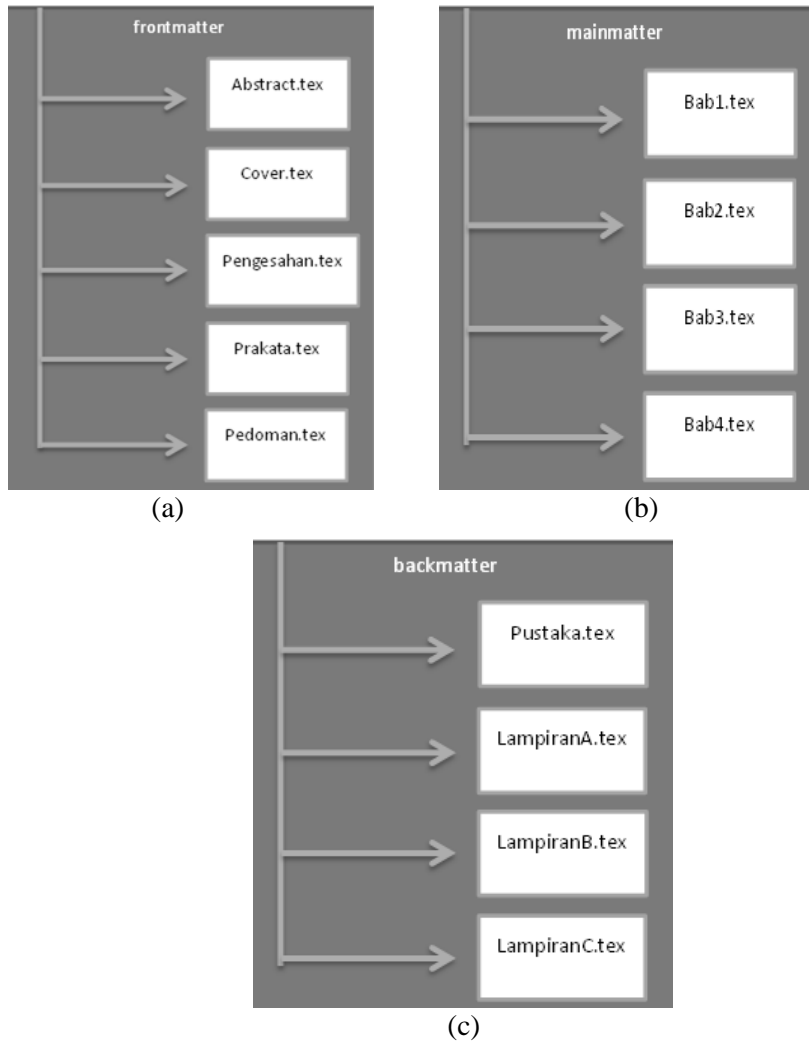 frontmatter
Abstract.tex
Cover.tex
Pengesahan.tex
Prakata.tex
Pedoman.tex
(a)
mainmatter
Bab1.tex
Bab2.tex
Bab3.tex
Bab4.tex
(b)
backmatter
Pustaka.tex
LampiranA.tex
LampiranB.tex
LampiranC.tex
(c)